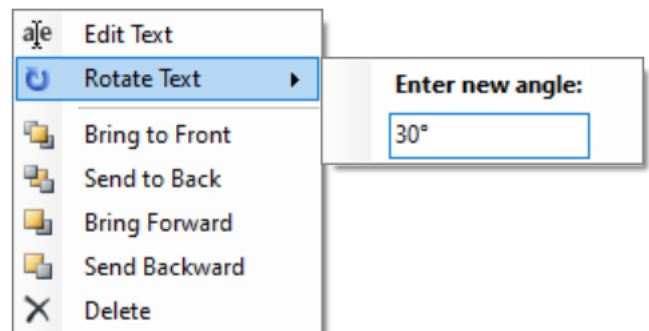 Edit Text
Rotate Text
Enter new angle:
30°
Bring to Front
Send to Back
Bring Forward
Send Backward
Delete